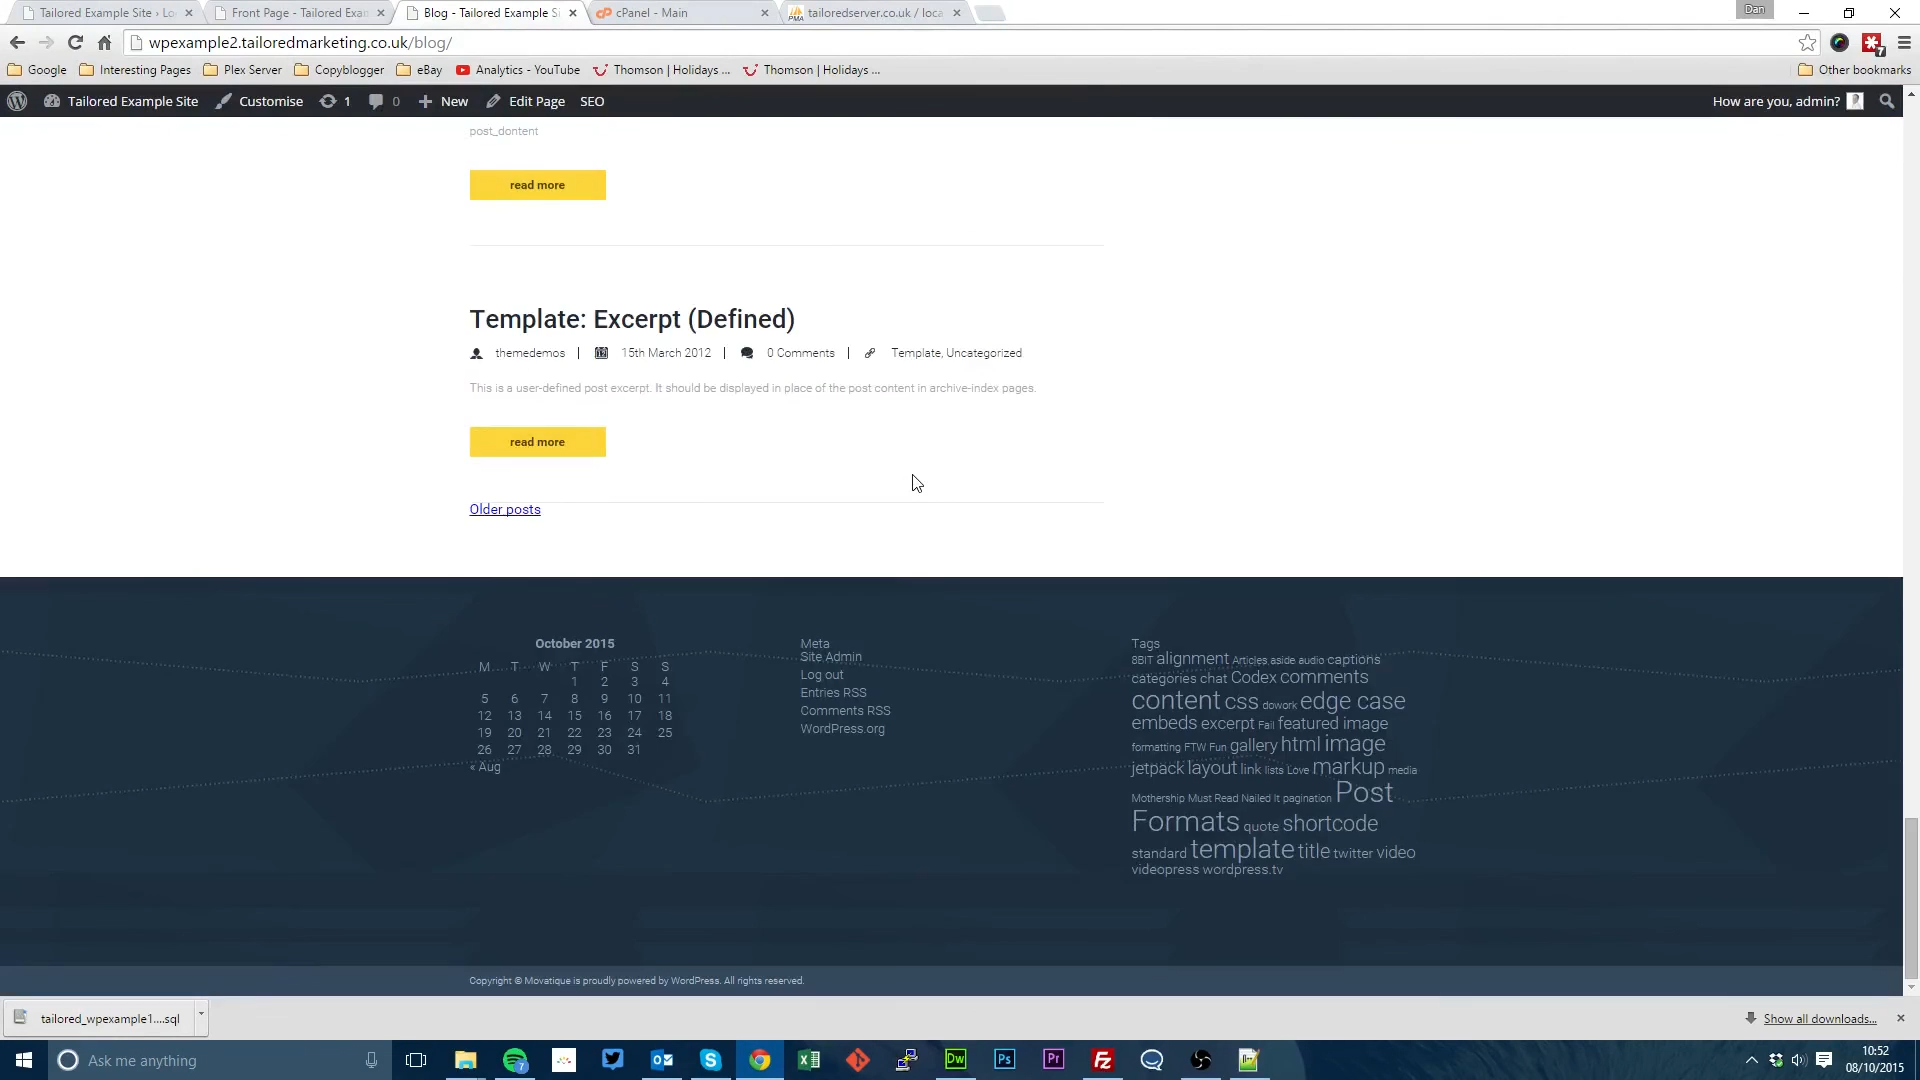 Tailored Example Site › Lo
Front Page - Tailored Exa
Blog - Tailored Example Si
cPanel - Main
tailoredserver.co.uk / loca
Dan
wpexample2.tailoredmarketing.co.uk/blog/
Google
Interesting Pages
Plex Server
Copyblogger
eBay
Analytics - YouTube
Thomson | Holidays ...
Thomson | Holidays ...
Other bookmarks
Tailored Example Site
Customise
1
0
New
Edit Page
SEO
How are you, admin?
post_dontent
read more
Template: Excerpt (Defined)
themedemos | 15th March 2012 | 0 Comments | Template, Uncategorized
This is a user-defined post excerpt. It should be displayed in place of the post content in archive-index pages.
read more
Older posts
October 2015
M T W T F S S
1 2 3 4
5 6 7 8 9 10 11
12 13 14 15 16 17 18
19 20 21 22 23 24 25
26 27 28 29 30 31
« Aug
Meta
Site Admin
Log out
Entries RSS
Comments RSS
WordPress.org
Tags
8BIT alignment Articles aside audio captions
categories chat Codex comments
content css dowork edge case
embeds excerpt Fail featured image
formatting FTW Fun gallery html image
jetpack layout link lists Love markup media
Mothership Must Read Nailed It pagination Post
Formats quote shortcode
standard template title twitter video
videopress wordpress.tv
Copyright © Movatique is proudly powered by WordPress. All rights reserved.
tailored_wpexample1....sql
Show all downloads...
Ask me anything
7
Dw
Ps
Pr
Fz
10:52
08/10/2015